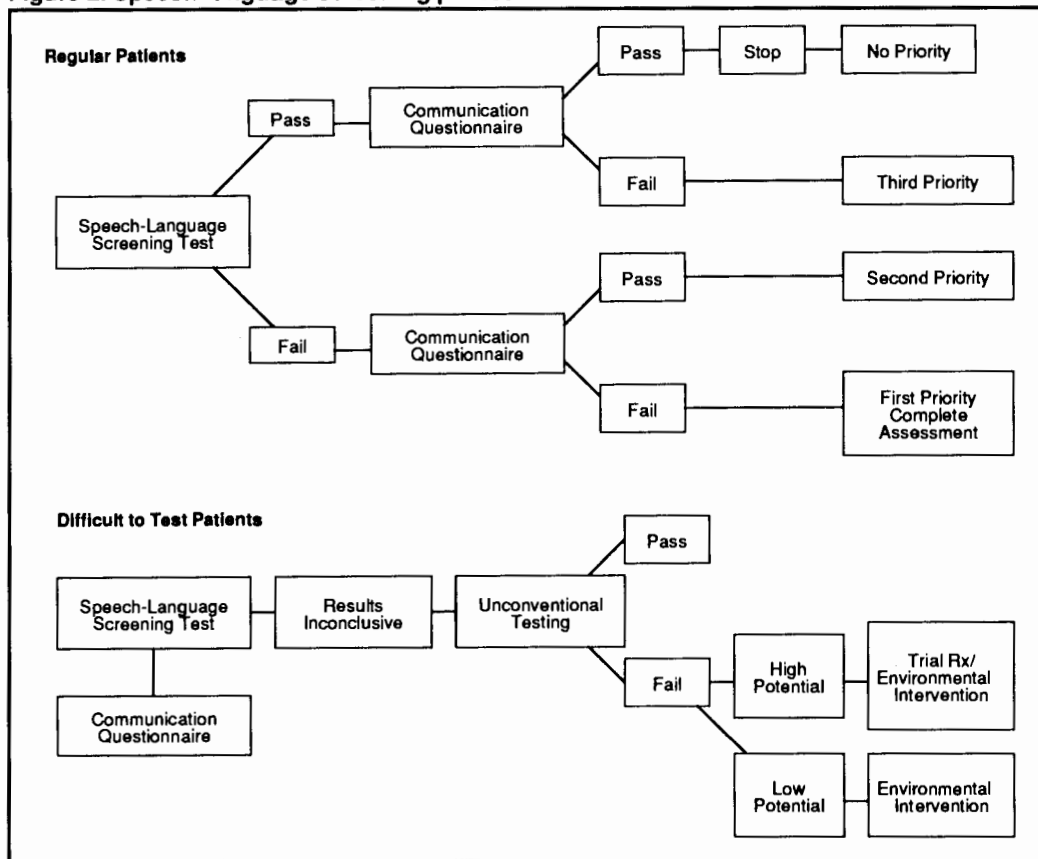 Regular Patients
Pass
Stop
No Priority
Pass
Communication
Questionnaire
Fail
Third Priority
Speech-Language
Screening Test
Pass
Second Priority
Fail
Communication
Questionnaire
Fail
First Priority
Complete
Assessment
Difficult to Test Patients
Pass
Speech-Language
Screening Test
Results
Inconclusive
Unconventional
Testing
Fail
High
Potential
Trial Rx/
Environmental
Intervention
Communication
Questionnaire
Low
Potential
Environmental
Intervention